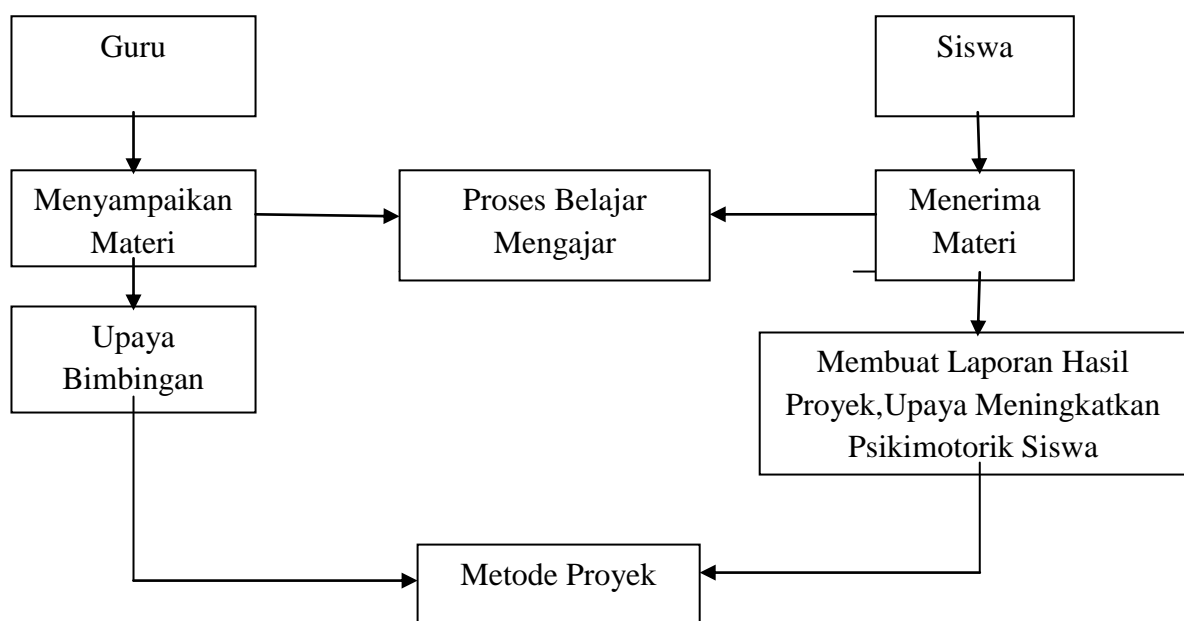 Guru
Siswa
Menyampaikan
Materi
Proses Belajar
Mengajar
Menerima
Materi
Upaya
Bimbingan
Membuat Laporan Hasil
Proyek,Upaya Meningkatkan
Psikimotorik Siswa
Metode Proyek